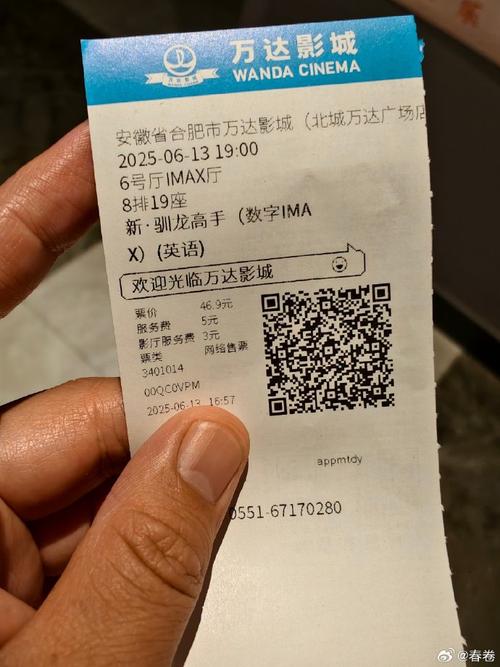 万达影城
WANDA CINEMA
万达影城
安徽省合肥市万达影城（北城万达广场店
2025-06-13 19:00
6号厅IMAX厅
8排19座
新·驯龙高手（数字IMA
X）(英语)
欢迎光临万达影城
票价 46.9元
服务费 5元
影厅服务费 3元
票类 网络售票
3401014
00QC0VPM
2025-06-13 16:57
appmtdy
0551-67170280
@春卷